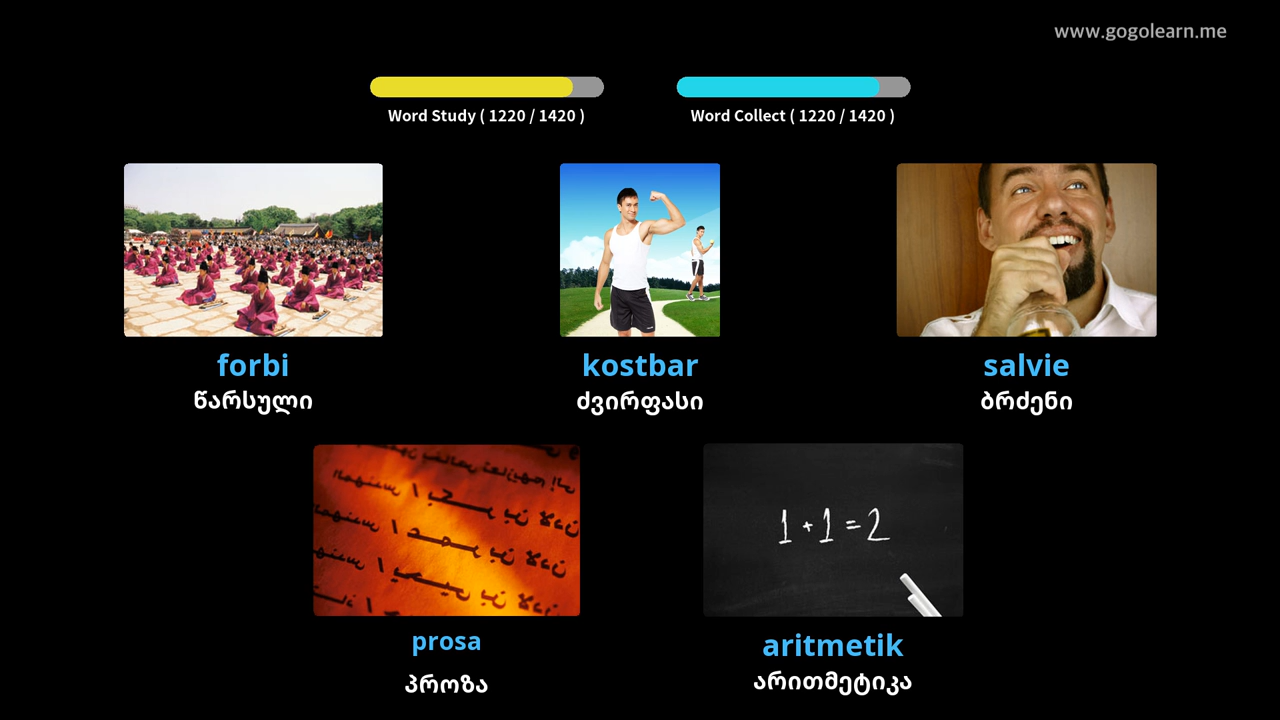 www.gogolearn.me
Word Study ( 1220 / 1420 )
Word Collect ( 1220 / 1420 )
forbi
წარსული
kostbar
ძვირფასი
salvie
ბრძენი
1 + 1 = 2
prosa
პროზა
aritmetik
არითმეტიკა